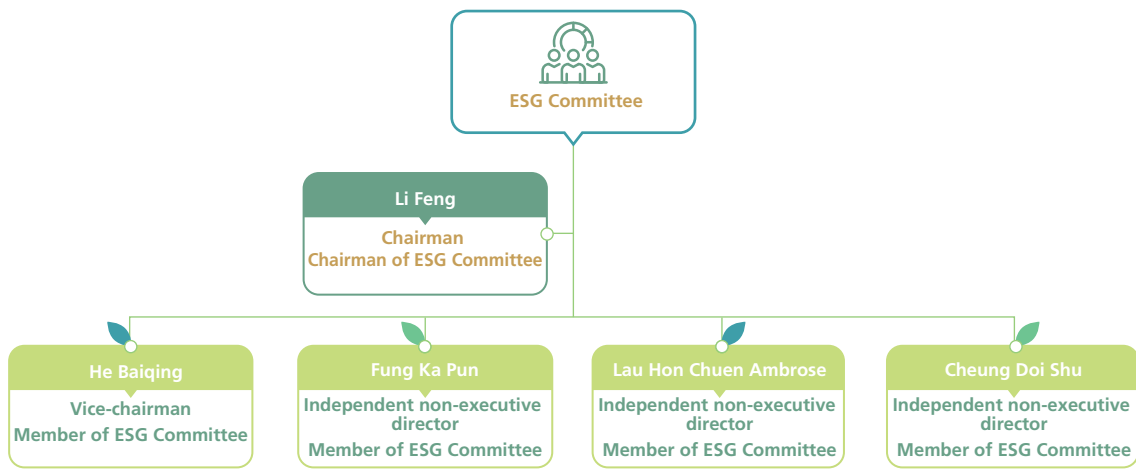 ESG Committee
Li Feng
Chairman
Chairman of ESG Committee
He Baiqing
Vice-chairman
Member of ESG Committee
Fung Ka Pun
Independent non-executive
director
Member of ESG Committee
Lau Hon Chuen Ambrose
Independent non-executive
director
Member of ESG Committee
Cheung Doi Shu
Independent non-executive
director
Member of ESG Committee